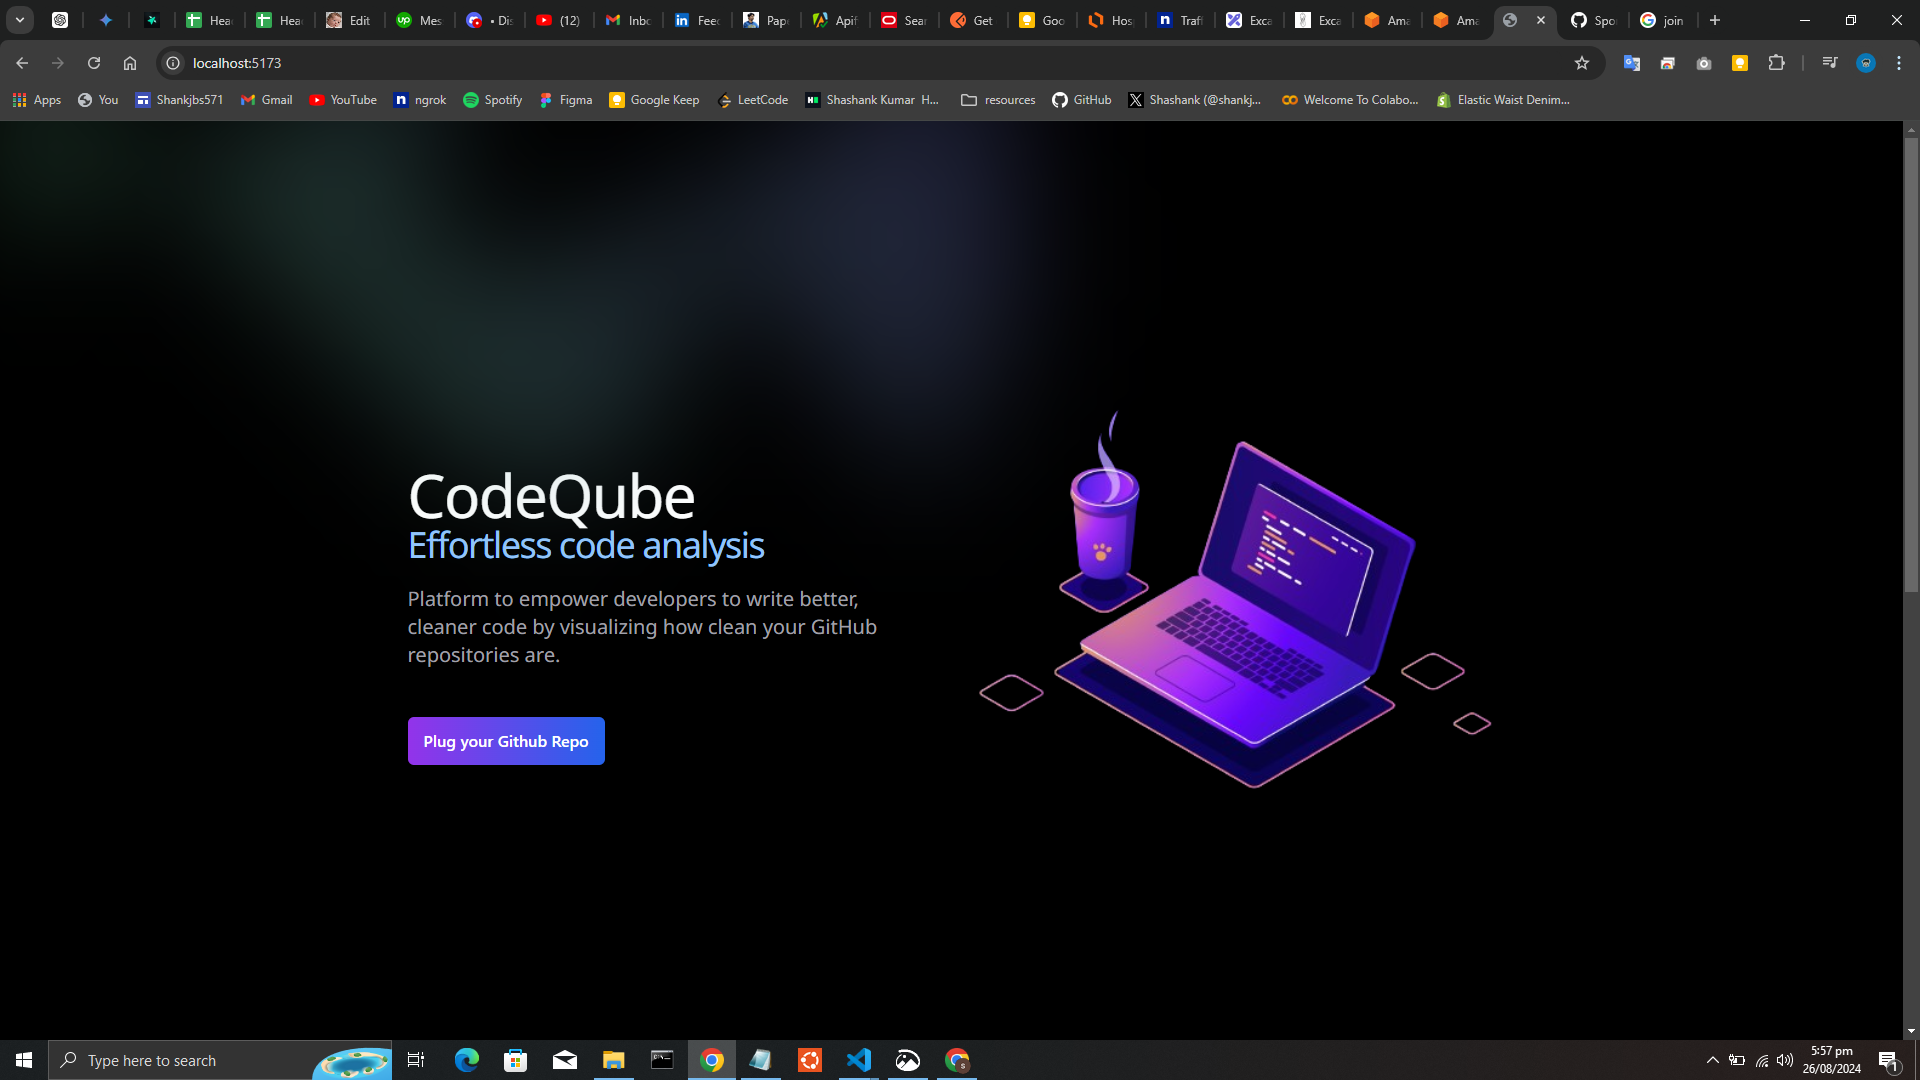 Head
Head
Edit
Mes
• Dis
(12)
Inbo
Feed
Pap
Apif
Sear
Get
Goo
Hos
Traff
Exca
Exca
Ama
Ama
Spo
join
localhost:5173
Apps
You
Shankjbs571
Gmail
YouTube
ngrok
Spotify
Figma
Google Keep
LeetCode
Shashank Kumar H...
resources
GitHub
Shashank (@shankj...
Welcome To Colabo...
Elastic Waist Denim...
CodeQube
Effortless code analysis
Platform to empower developers to write better,
cleaner code by visualizing how clean your GitHub
repositories are.
Plug your Github Repo
Type here to search
5:57 pm
26/08/2024
1